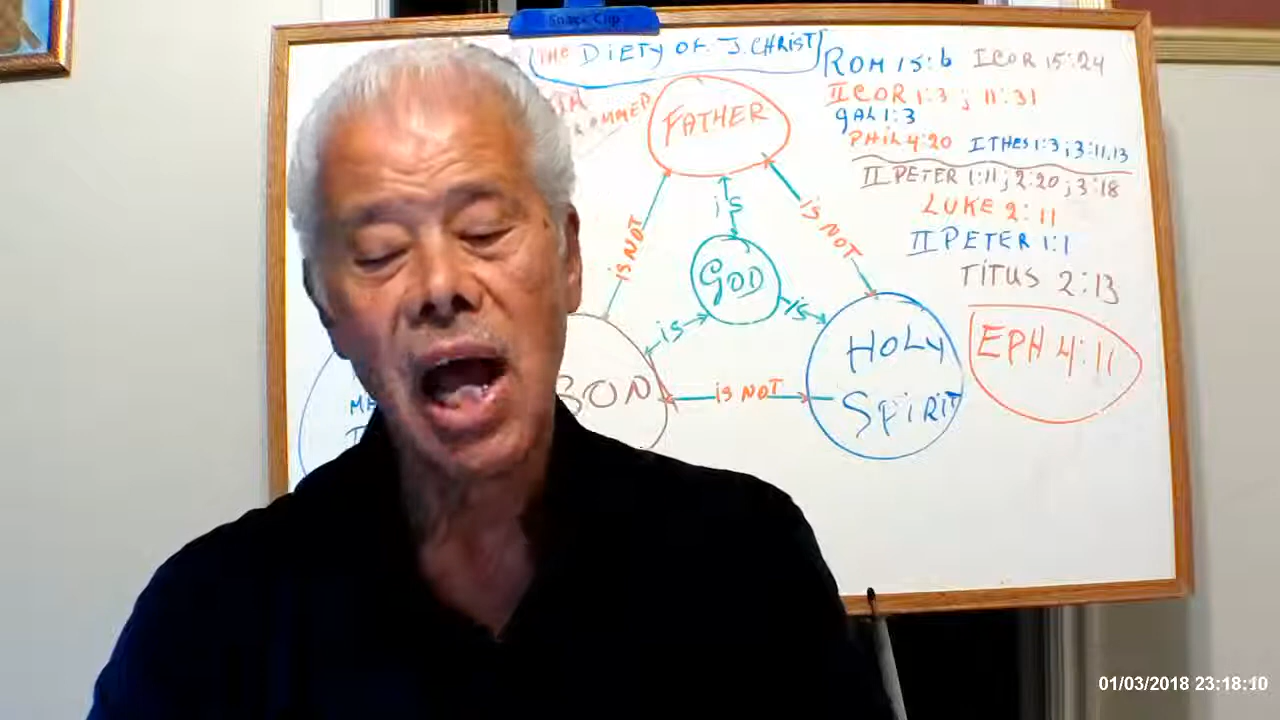 Snack Clip
THE DiETY OF J. CHRIST
ROM 15:6 I COR 15:24
II COR 1:3 ; 11:31
GAL 1:3
PHIL 4:20 I THES 1:3 ; 3:11,13
II PETER 1:11 ; 2:20 ; 3:18
LUKE 2:11
II PETER 1:1
TITUS 2:13
EPH 4:11
FATHER
is NOT
is
is NOT
GOD
is
is
SON
is NOT
HOLY
SPiRiT
01/03/2018 23:18:10